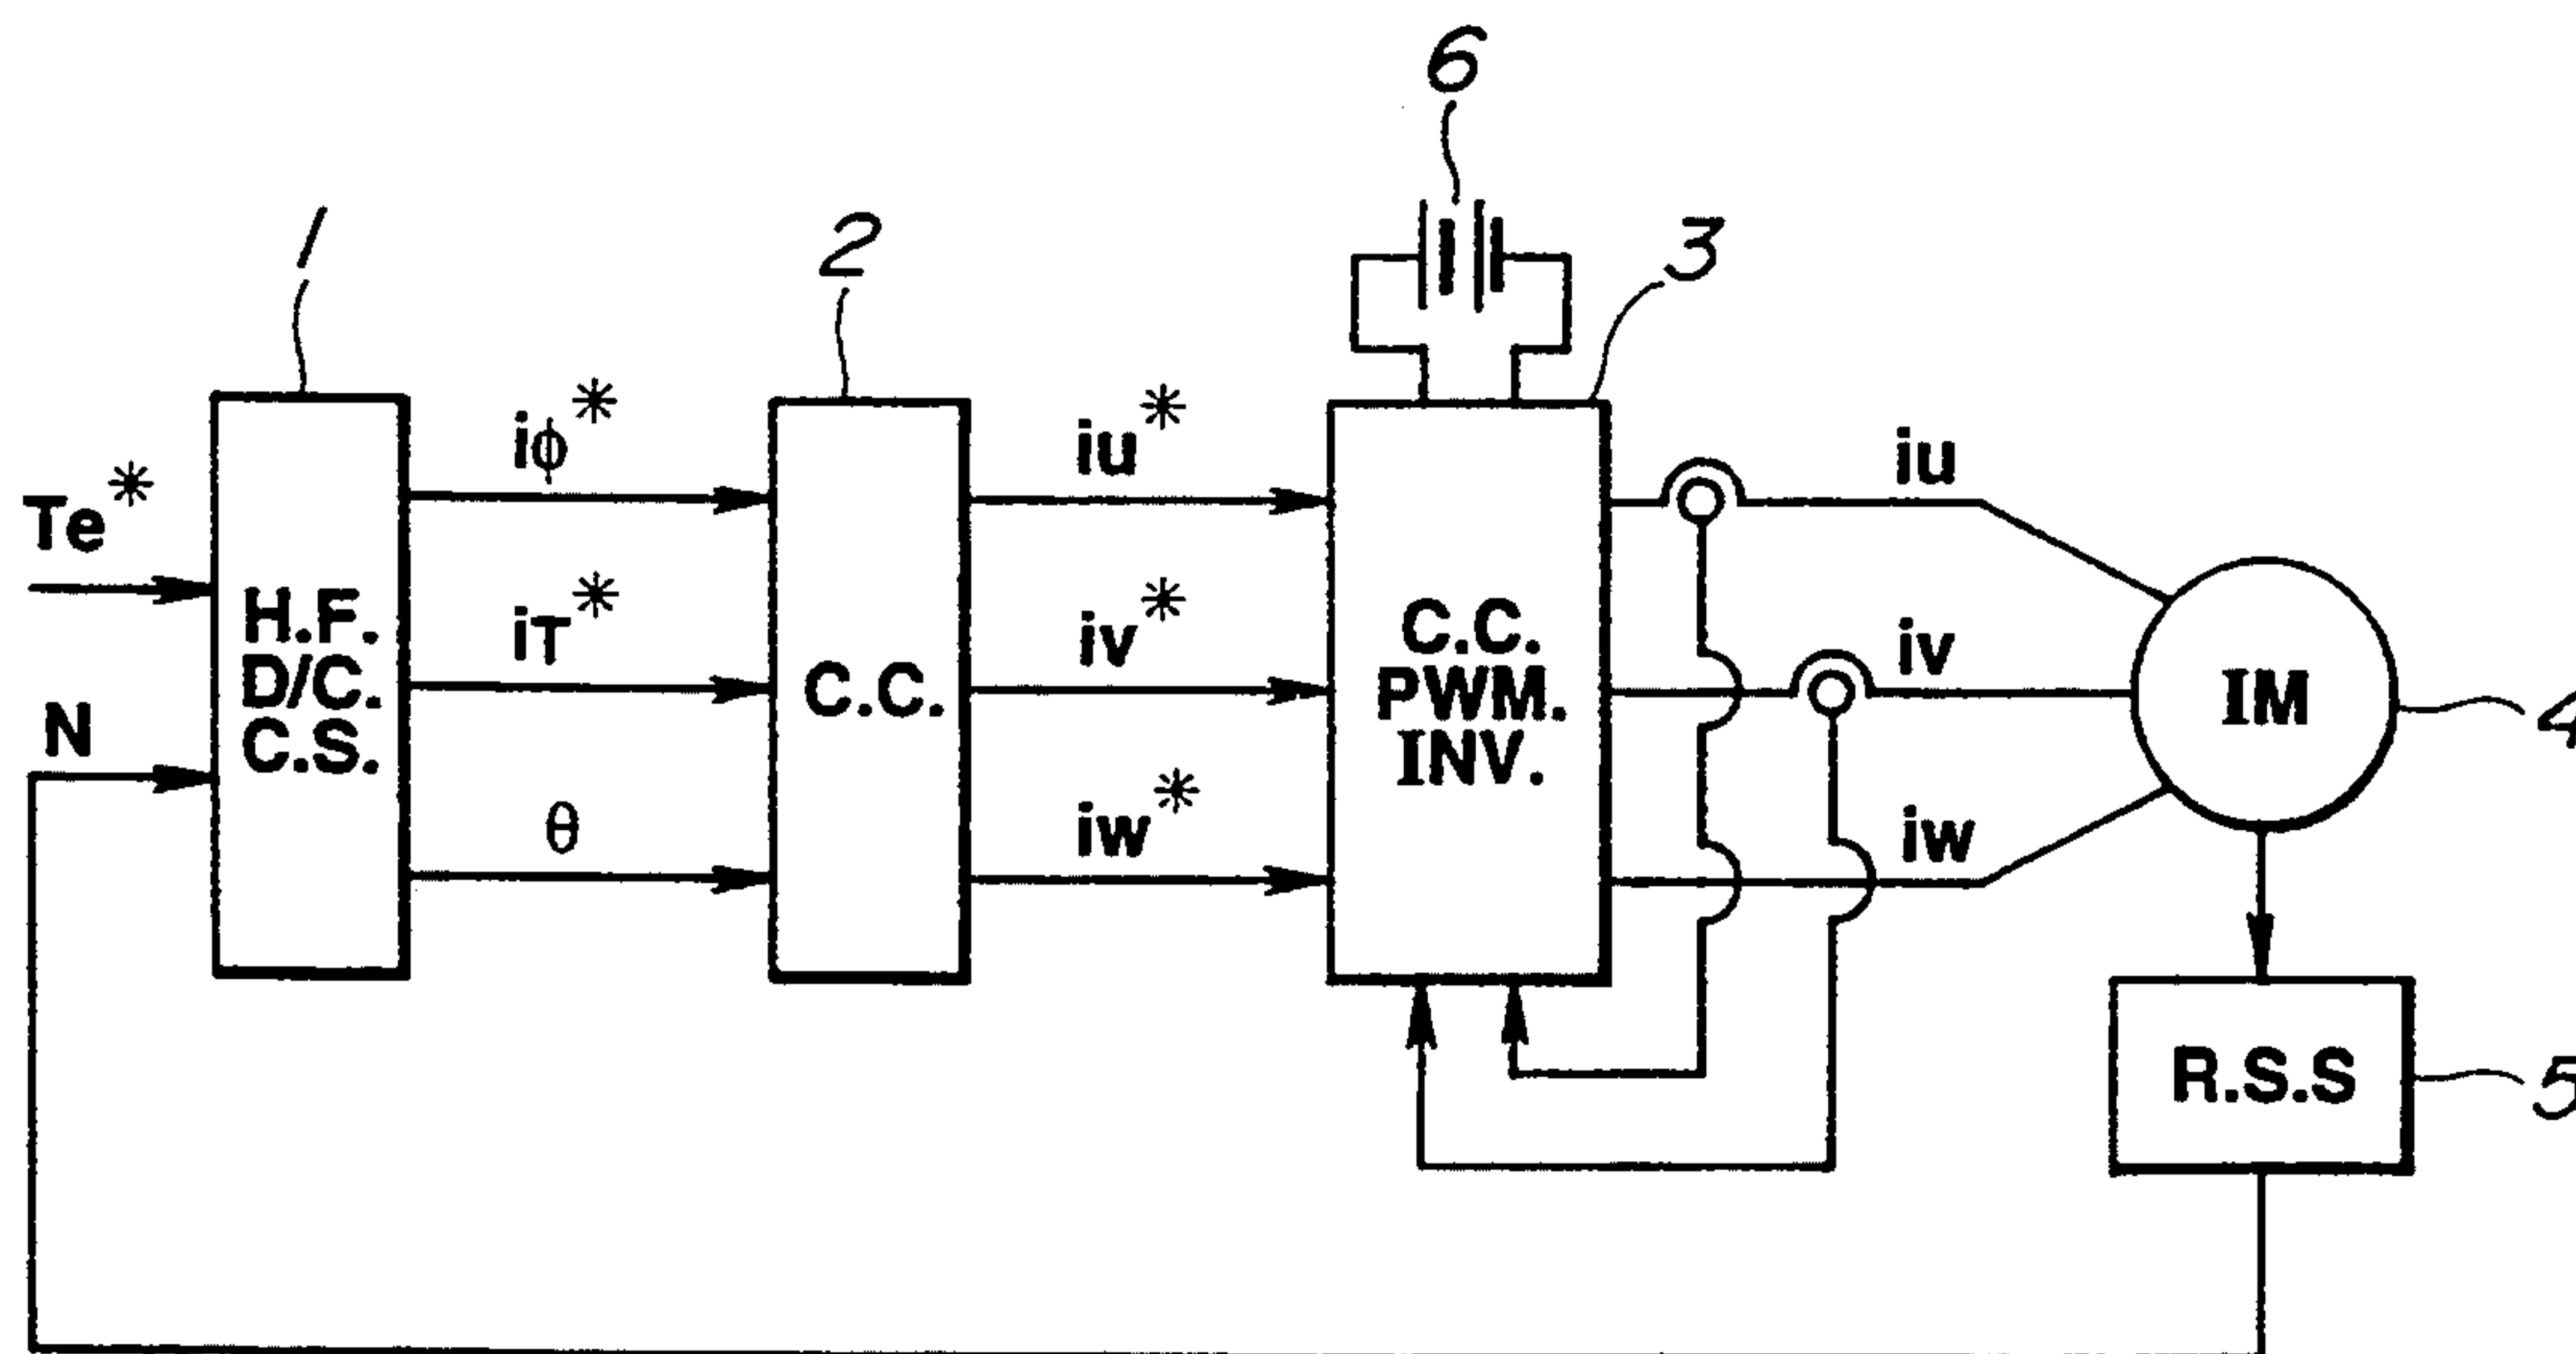 6
1
2
3
Te*
N
H.F.
D/C.
C.S.
iφ*
iT*
θ
C.C.
iu*
iv*
iw*
C.C.
PWM.
INV.
iu
iv
iw
IM
4
R.S.S
5